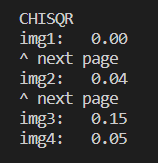 CHISQR
img1:   0.00
^ next page
img2:   0.04
^ next page
img3:   0.15
img4:   0.05